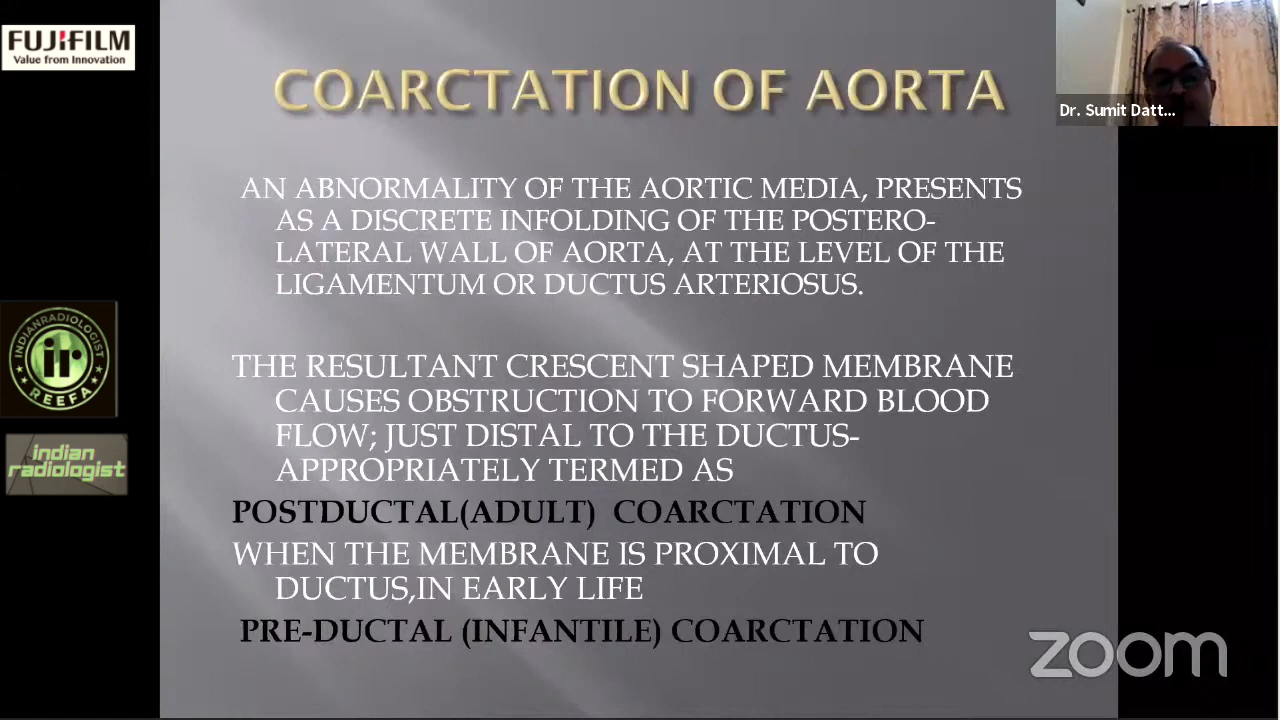 FUJIFILM
Value from Innovation
COARCTATION OF AORTA
Dr. Sumit Datt...
AN ABNORMALITY OF THE AORTIC MEDIA, PRESENTS
AS A DISCRETE INFOLDING OF THE POSTERO-
LATERAL WALL OF AORTA, AT THE LEVEL OF THE
LIGAMENTUM OR DUCTUS ARTERIOSUS.
THE RESULTANT CRESCENT SHAPED MEMBRANE
CAUSES OBSTRUCTION TO FORWARD BLOOD
FLOW; JUST DISTAL TO THE DUCTUS-
APPROPRIATELY TERMED AS
POSTDUCTAL(ADULT) COARCTATION
WHEN THE MEMBRANE IS PROXIMAL TO
DUCTUS,IN EARLY LIFE
PRE-DUCTAL (INFANTILE) COARCTATION
INDIANRADIOLOGIST
ir
REEFA
indian
radiologist
zoom